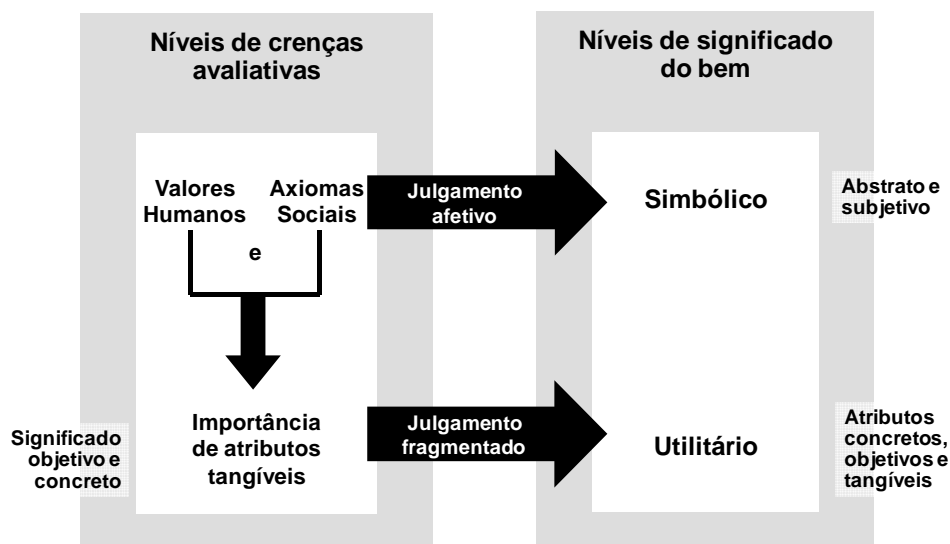 Níveis de crenças
avaliativas
Níveis de significado
do bem
Valores
Humanos
e
Axiomas
Sociais
Julgamento
afetivo
Simbólico
Abstrato e
subjetivo
Significado
objetivo e
concreto
Importância
de atributos
tangíveis
Julgamento
fragmentado
Utilitário
Atributos
concretos,
objetivos e
tangíveis